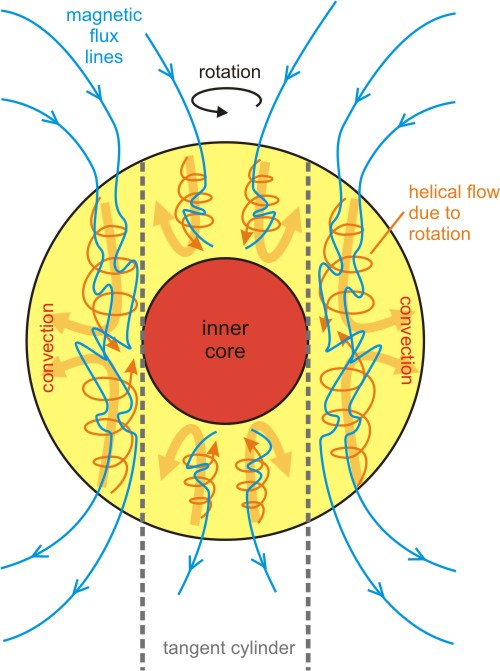 magnetic
flux
lines
rotation
helical flow
due to
rotation
convection
inner
core
convection
tangent cylinder